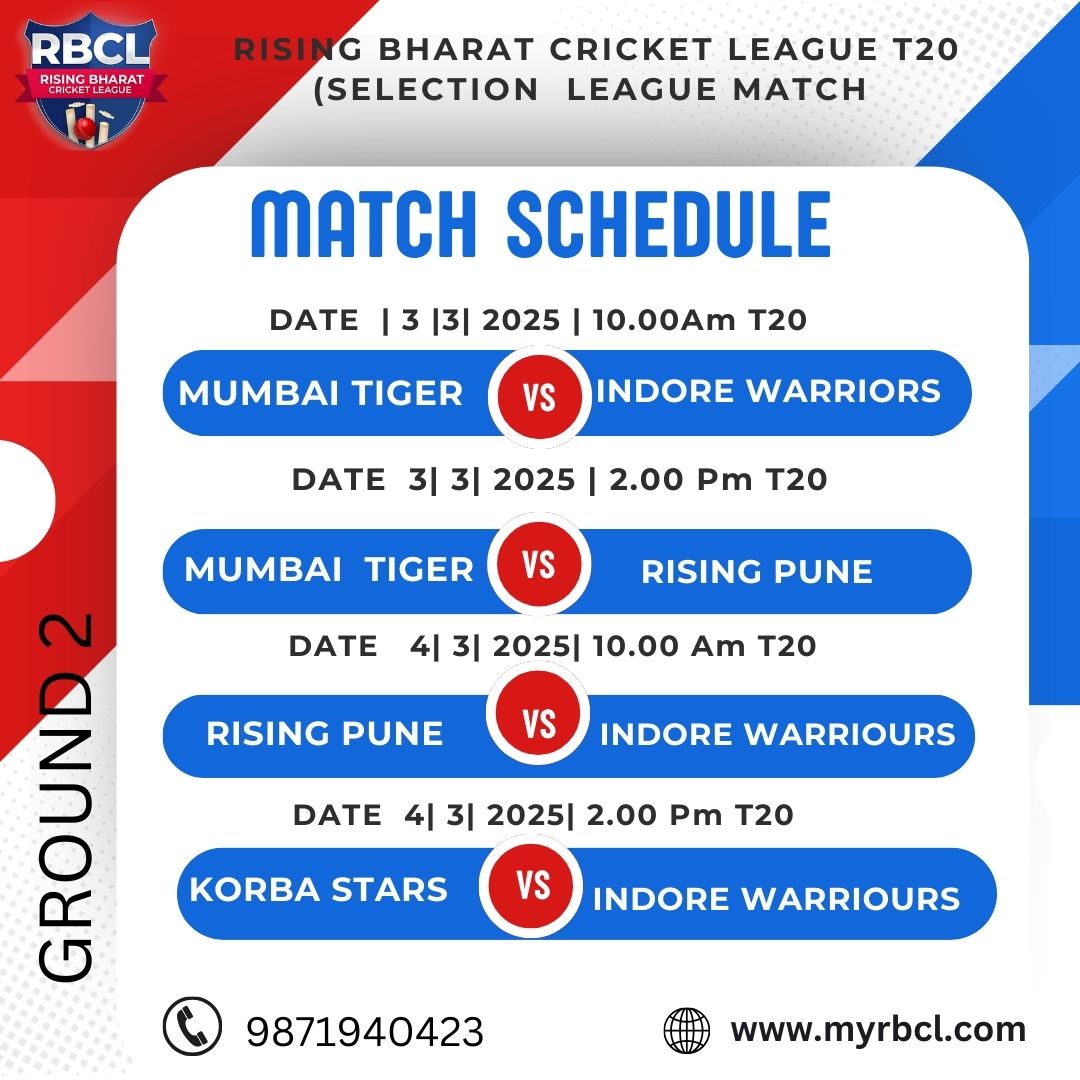 RBCL
RISING BHARAT
CRICKET LEAGUE
RISING BHARAT CRICKET LEAGUE T20
(SELECTION LEAGUE MATCH
MATCH SCHEDULE
DATE | 3 |3| 2025 | 10.00Am T20
MUMBAI TIGER VS INDORE WARRIORS
DATE 3| 3| 2025 | 2.00 Pm T20
MUMBAI TIGER VS RISING PUNE
DATE 4| 3| 2025| 10.00 Am T20
RISING PUNE VS INDORE WARRIOURS
DATE 4| 3| 2025| 2.00 Pm T20
KORBA STARS VS INDORE WARRIOURS
GROUND 2
9871940423
www.myrbcl.com